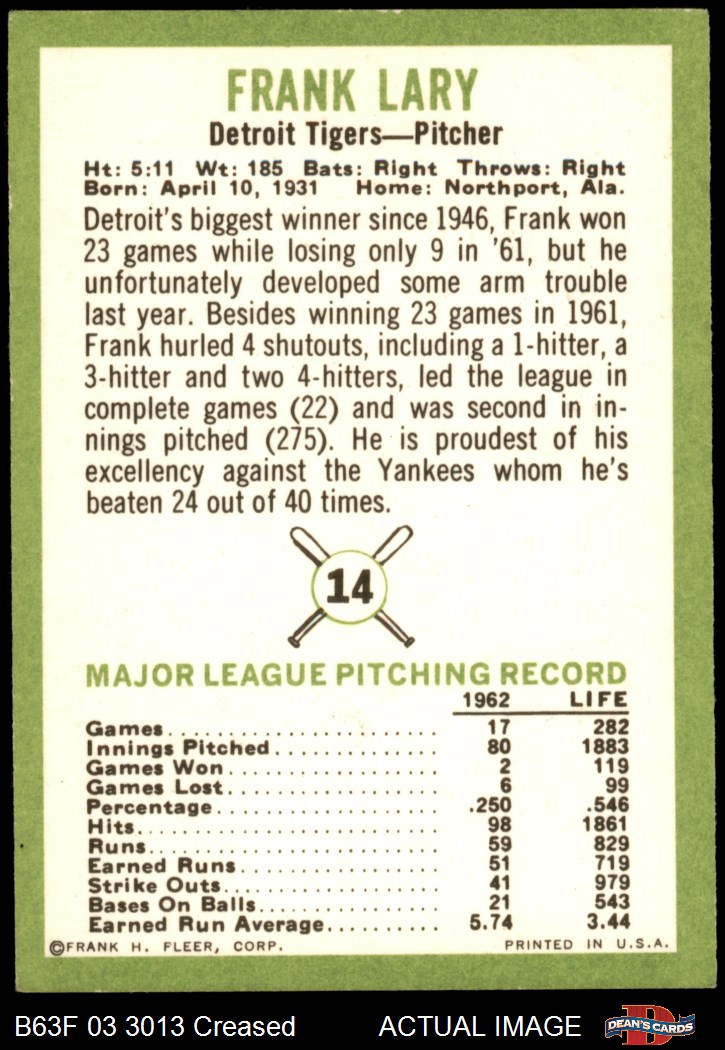 FRANK LARY
Detroit Tigers—Pitcher
Ht: 5:11 Wt: 185 Bats: Right Throws: Right
Born: April 10, 1931 Home: Northport, Ala.
Detroit's biggest winner since 1946, Frank won
23 games while losing only 9 in '61, but he
unfortunately developed some arm trouble
last year. Besides winning 23 games in 1961,
Frank hurled 4 shutouts, including a 1-hitter, a
3-hitter and two 4-hitters, led the league in
complete games (22) and was second in in-
nings pitched (275). He is proudest of his
excellency against the Yankees whom he's
beaten 24 out of 40 times.
14
MAJOR LEAGUE PITCHING RECORD
1962 LIFE
Games 17 282
Innings Pitched 80 1883
Games Won 2 119
Games Lost 6 99
Percentage .250 .546
Hits 98 1861
Runs 59 829
Earned Runs 51 719
Strike Outs 41 979
Bases On Balls 21 543
Earned Run Average 5.74 3.44
©FRANK H. FLEER, CORP. PRINTED IN U.S.A.
B63F 03 3013 Creased ACTUAL IMAGE D DEAN'S CARDS